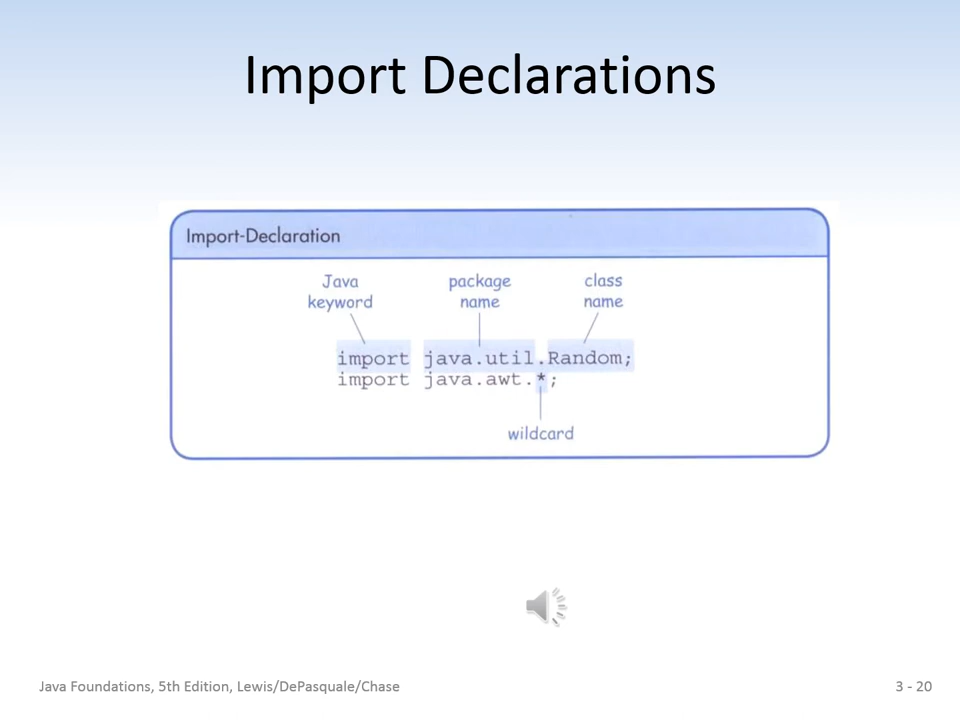 Import Declarations
Import-Declaration
Java package class
keyword name name
import java.util.Random;
import java.awt.*;
wildcard
Java Foundations, 5th Edition, Lewis/DePasquale/Chase 3 - 20